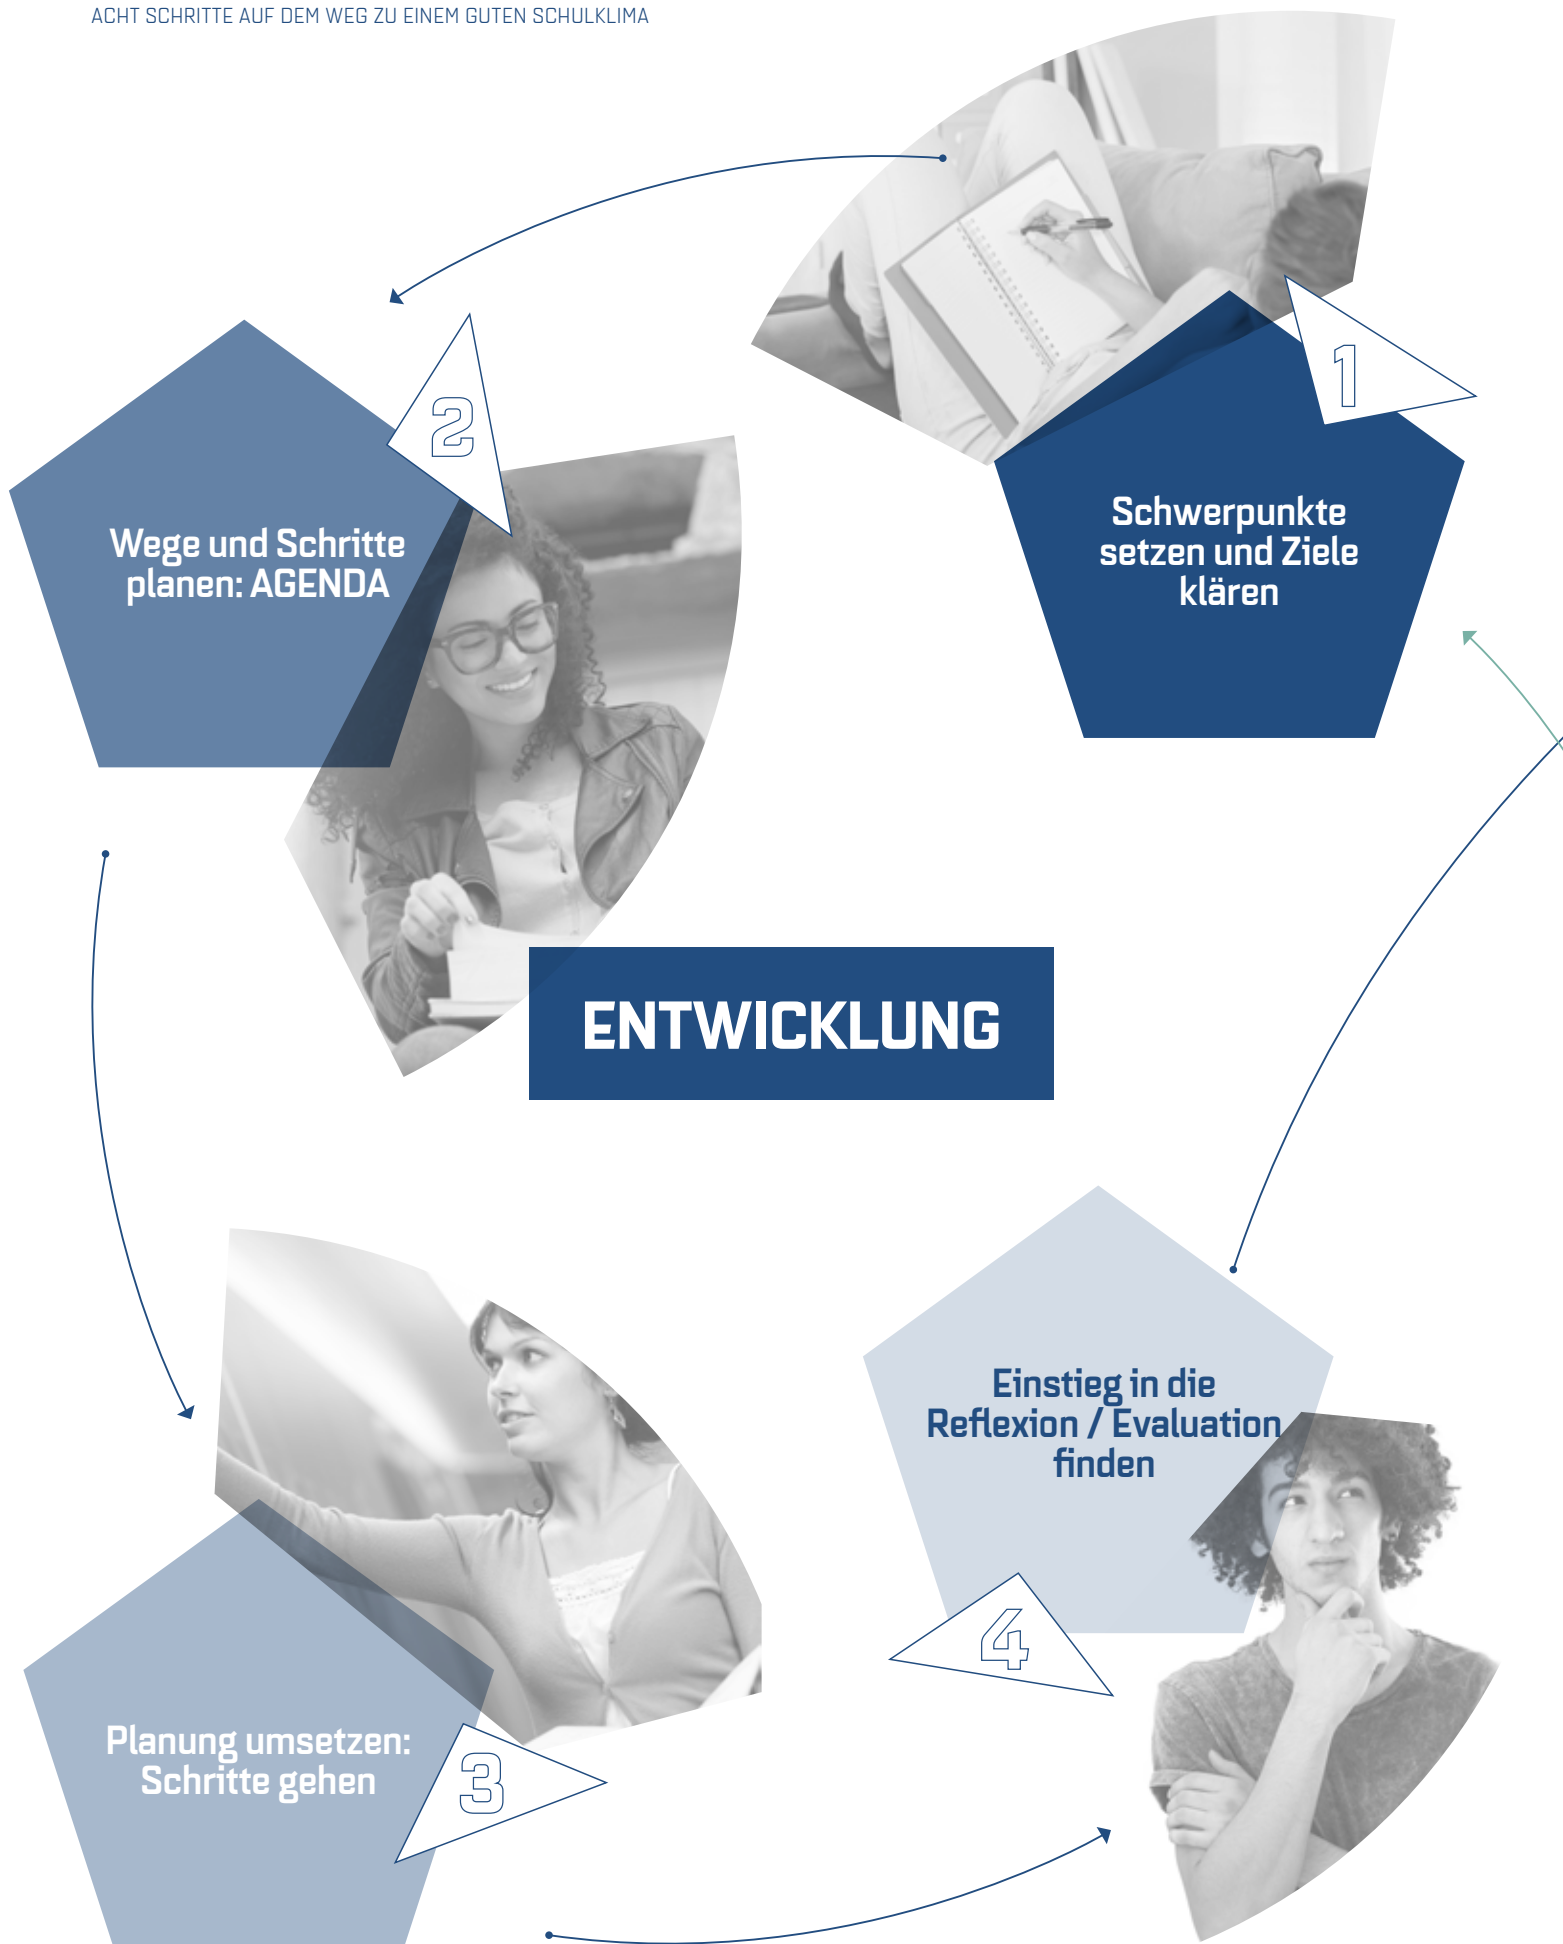 ACHT SCHRITTE AUF DEM WEG ZU EINEM GUTEN SCHULKLIMA
1
Schwerpunkte
setzen und Ziele
klären
2
Wege und Schritte
planen: AGENDA
ENTWICKLUNG
3
Planung umsetzen:
Schritte gehen
4
Einstieg in die
Reflexion / Evaluation
finden